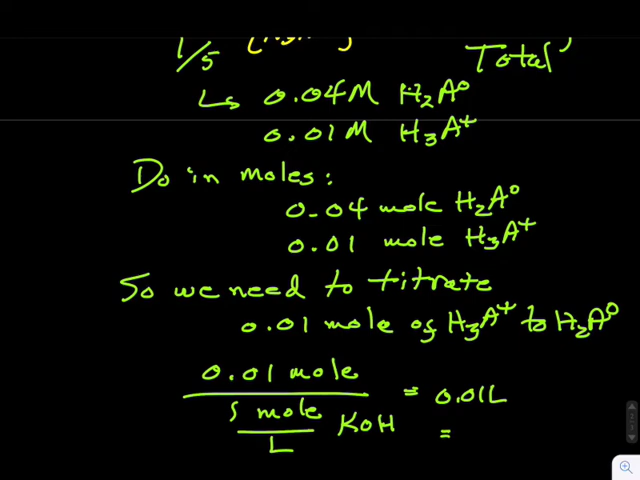 1/5 Total
↳ 0.04M H₂A⁰
0.01M H₃A⁺
Do in moles:
0.04 mole H₂A⁰
0.01 mole H₃A⁺
So we need to titrate
0.01 mole of H₃A⁺ to H₂A⁰
0.01 mole
= 0.01L
5 mole
L
KOH
=